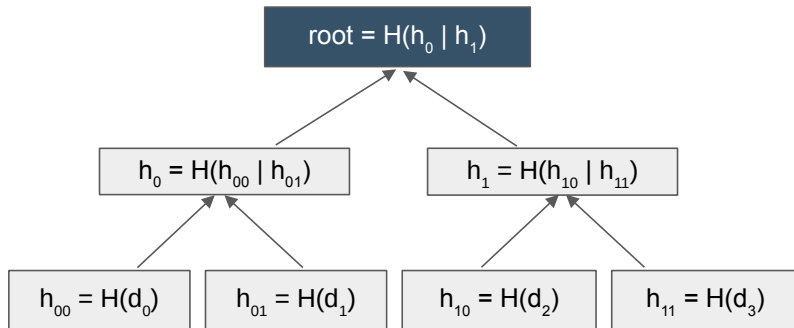 root = H(h₀ | h₁)
h₀ = H(h₀₀ | h₀₁)
h₁ = H(h₁₀ | h₁₁)
h₀₀ = H(d₀)
h₀₁ = H(d₁)
h₁₀ = H(d₂)
h₁₁ = H(d₃)